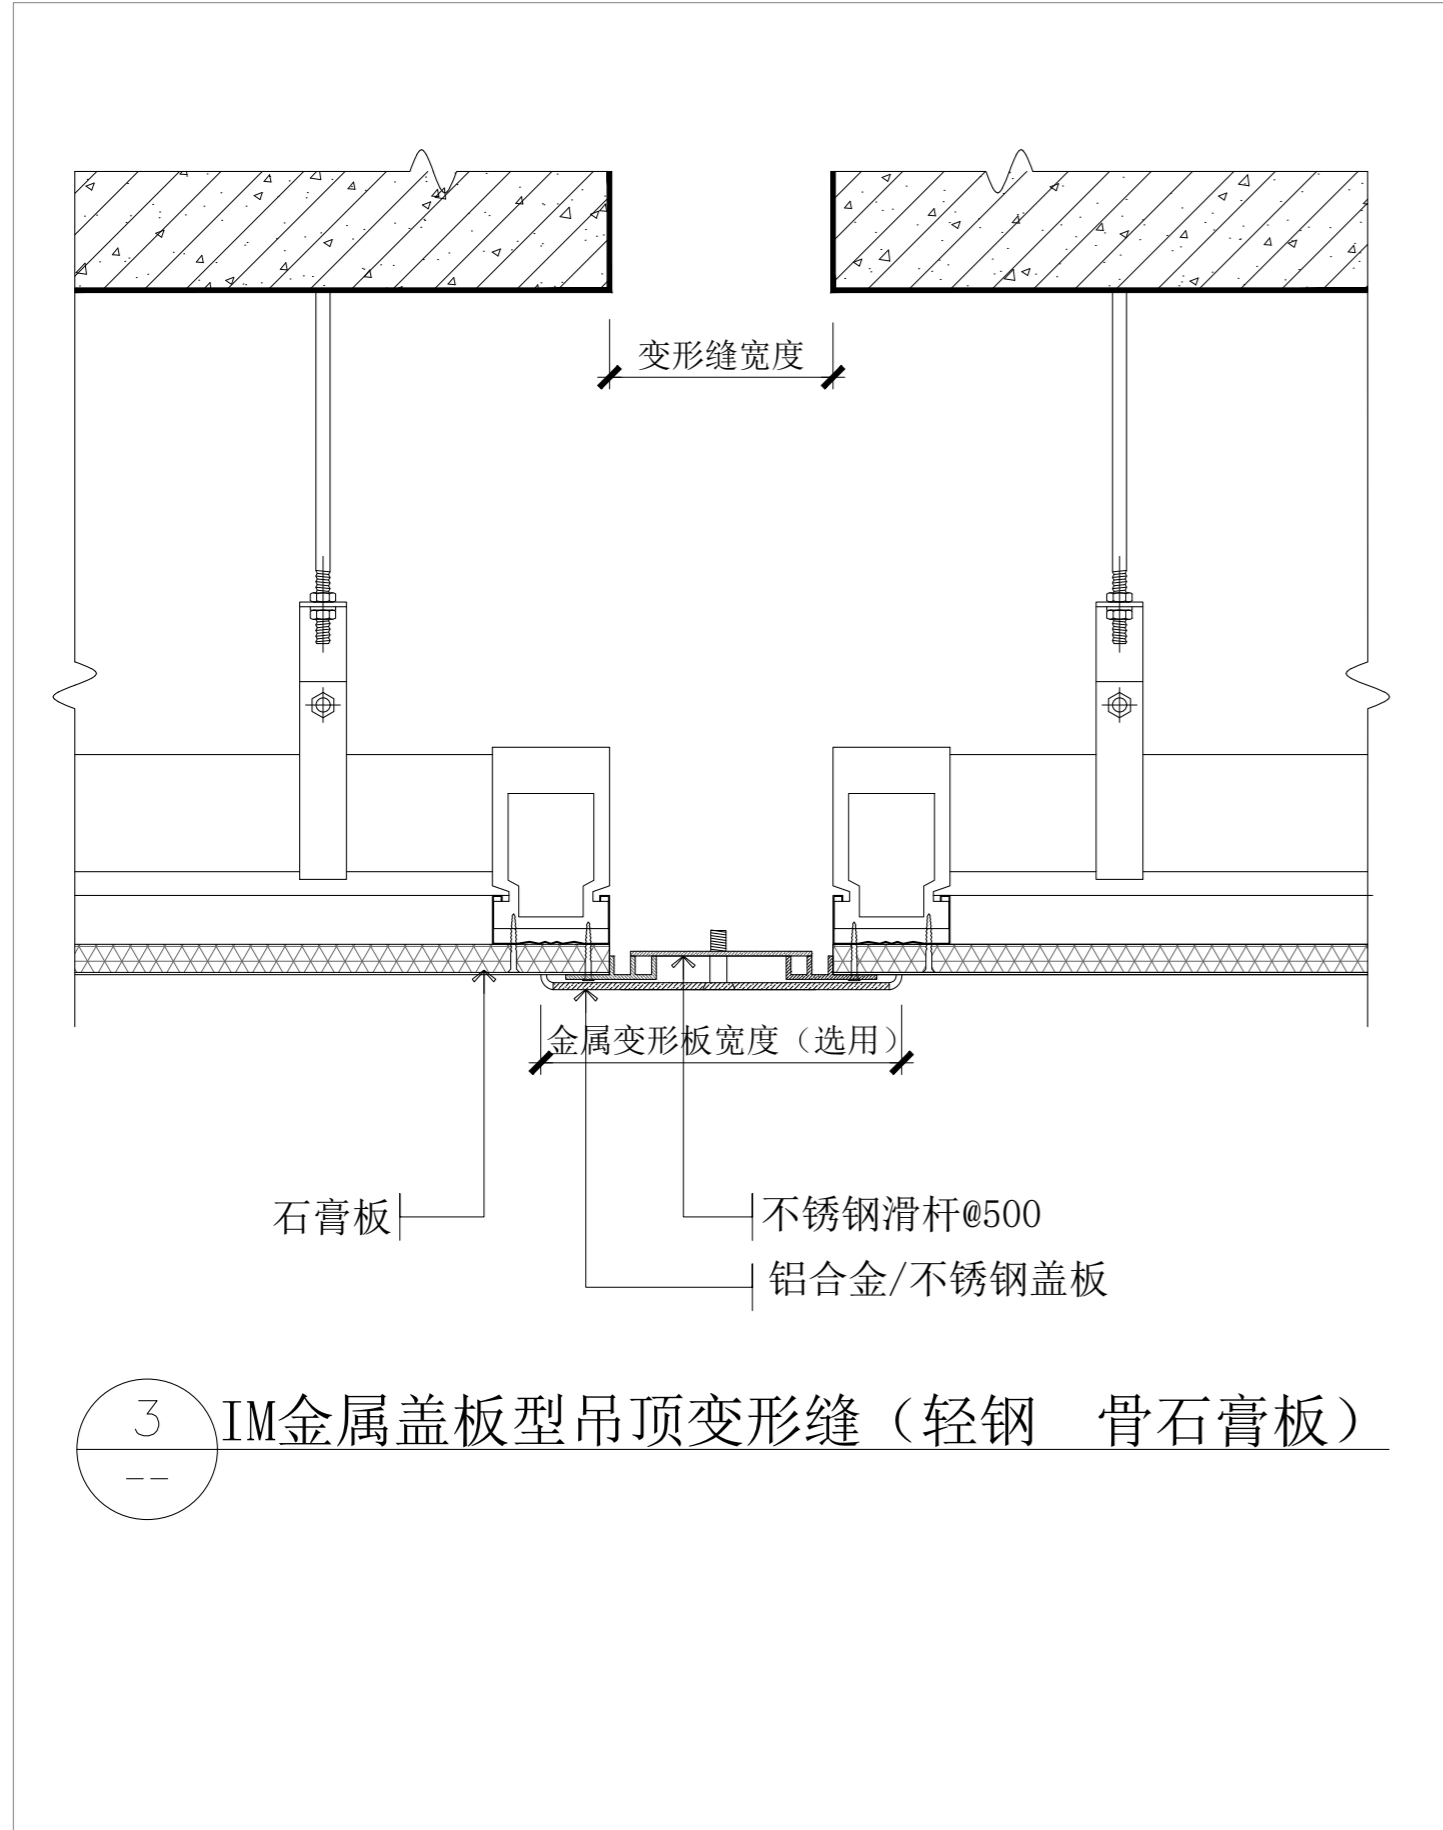 变形缝宽度
金属变形板宽度（选用）
石膏板
不锈钢滑杆@500
铝合金/不锈钢盖板
3
--
IM金属盖板型吊顶变形缝（轻钢　骨石膏板）